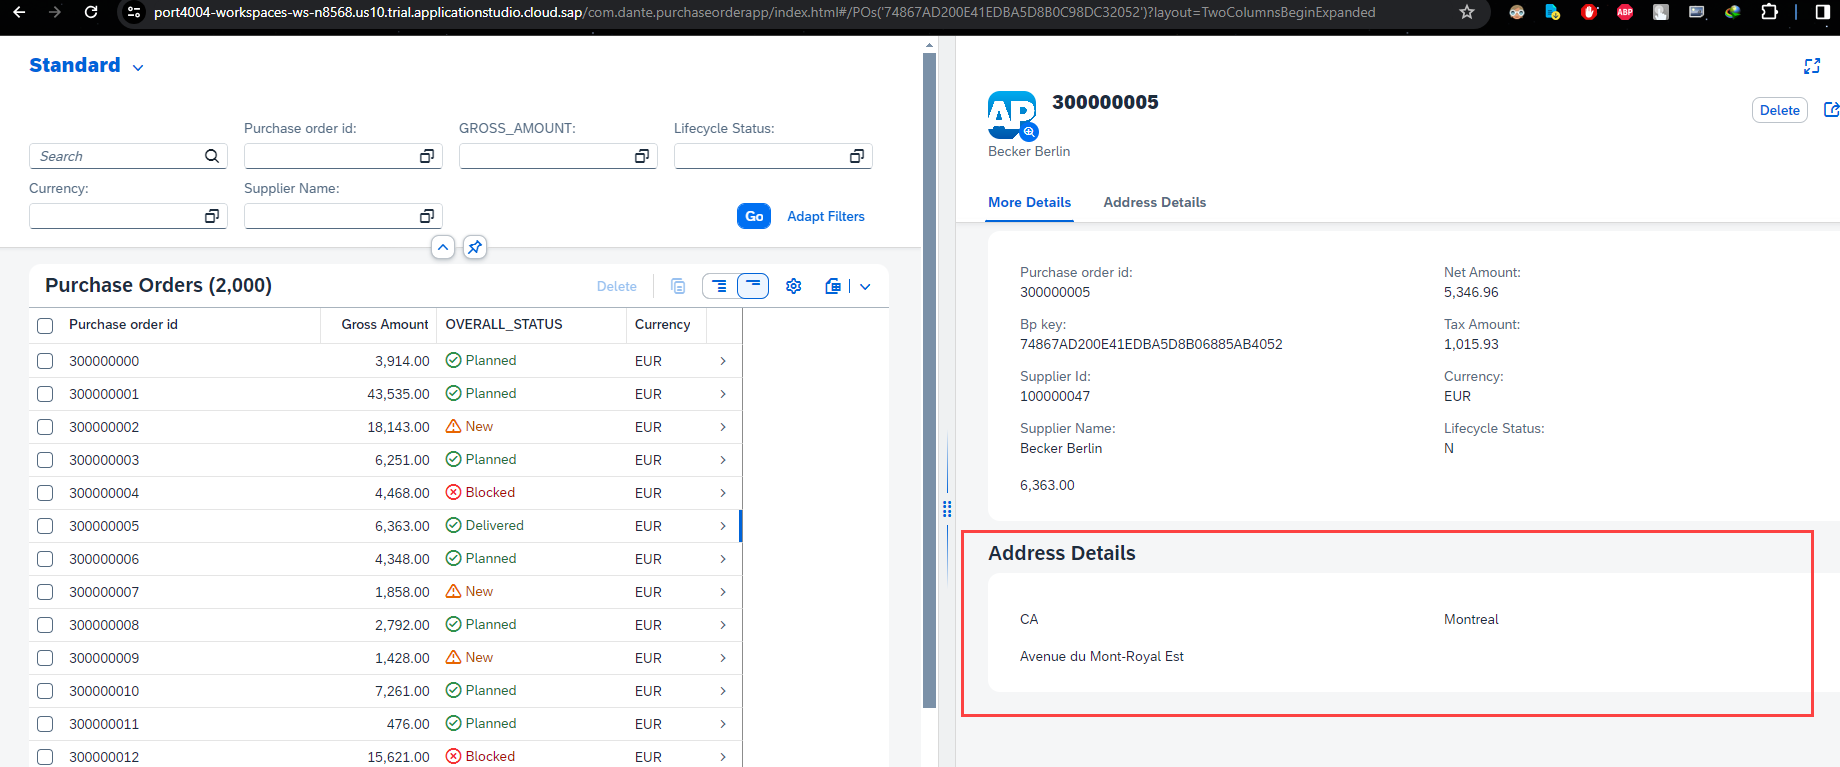 port4004-workspaces-ws-n8568.us10.trial.applicationstudio.cloud.sap/com.dante.purchaseorderapp/index.html#/POs('74867AD200E41EDBA5D8B0C98DC32052')?layout=TwoColumnsBeginExpanded
ABP
Standard
Purchase order id: GROSS_AMOUNT: Lifecycle Status:
Search
Currency: Supplier Name:
Go Adapt Filters
Purchase Orders (2,000) Delete
Purchase order id Gross Amount OVERALL_STATUS Currency
300000000 3,914.00 Planned EUR
300000001 43,535.00 Planned EUR
300000002 18,143.00 New EUR
300000003 6,251.00 Planned EUR
300000004 4,468.00 Blocked EUR
300000005 6,363.00 Delivered EUR
300000006 4,348.00 Planned EUR
300000007 1,858.00 New EUR
300000008 2,792.00 Planned EUR
300000009 1,428.00 New EUR
300000010 7,261.00 Planned EUR
300000011 476.00 Planned EUR
300000012 15,621.00 Blocked EUR
AP
300000005
Delete
Becker Berlin
More Details Address Details
Purchase order id: Net Amount:
300000005 5,346.96
Bp key: Tax Amount:
74867AD200E41EDBA5D8B06885AB4052 1,015.93
Supplier Id: Currency:
100000047 EUR
Supplier Name: Lifecycle Status:
Becker Berlin N
6,363.00
Address Details
CA Montreal
Avenue du Mont-Royal Est